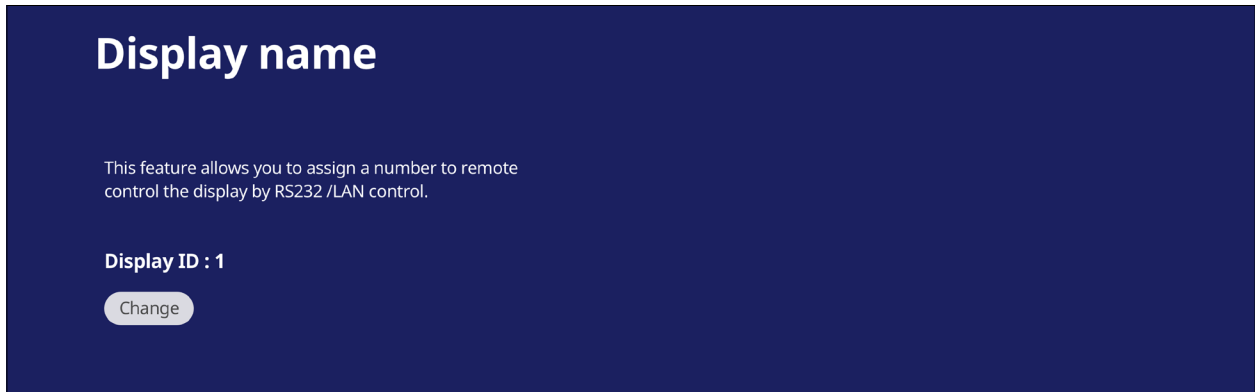 Display name
This feature allows you to assign a number to remote
control the display by RS232 /LAN control.
Display ID : 1
Change